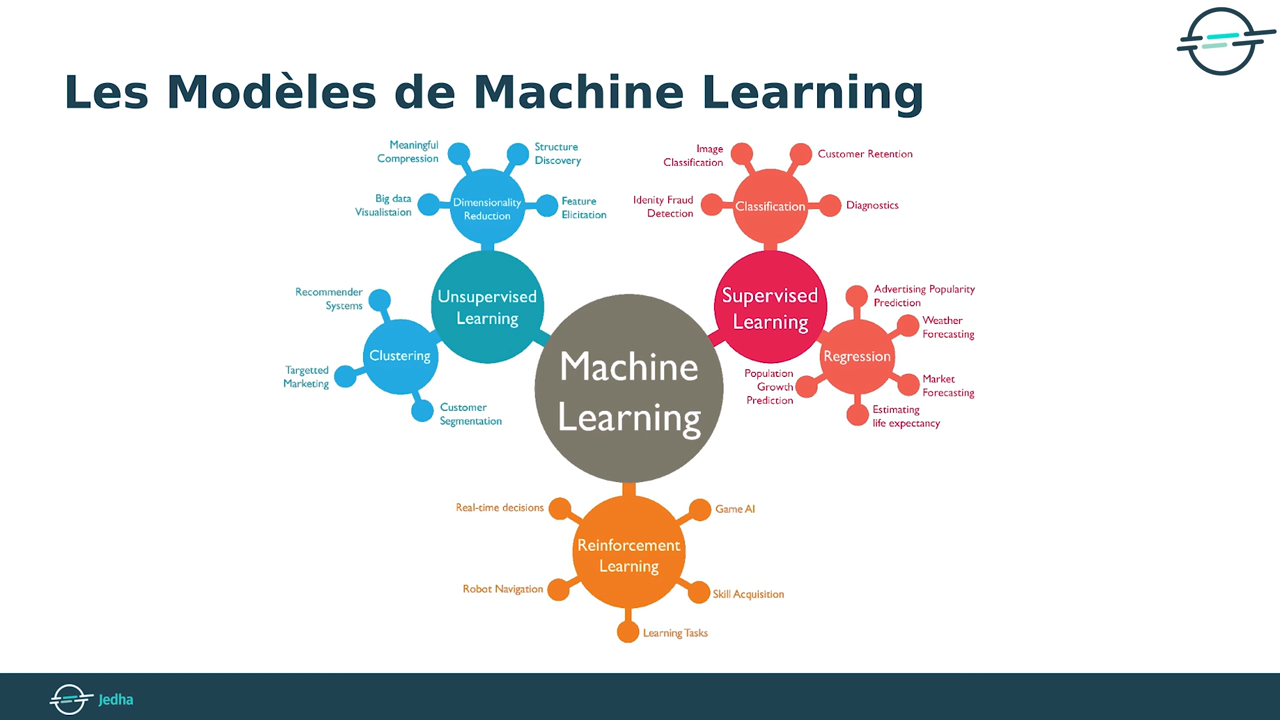 Les Modèles de Machine Learning
Meaningful
Compression
Structure
Discovery
Big data
Visualistaion
Dimensionality
Reduction
Feature
Elicitation
Image
Classification
Customer Retention
Idenity Fraud
Detection
Classification
Diagnostics
Recommender
Systems
Unsupervised
Learning
Clustering
Targetted
Marketing
Customer
Segmentation
Machine
Learning
Supervised
Learning
Advertising Popularity
Prediction
Weather
Forecasting
Regression
Population
Growth
Prediction
Market
Forecasting
Estimating
life expectancy
Real-time decisions
Game AI
Reinforcement
Learning
Robot Navigation
Skill Acquisition
Learning Tasks
Jedha